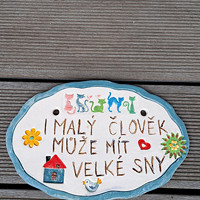 I MALÝ ČLOVĚK
MŮŽE MÍT
VELKÉ SNY